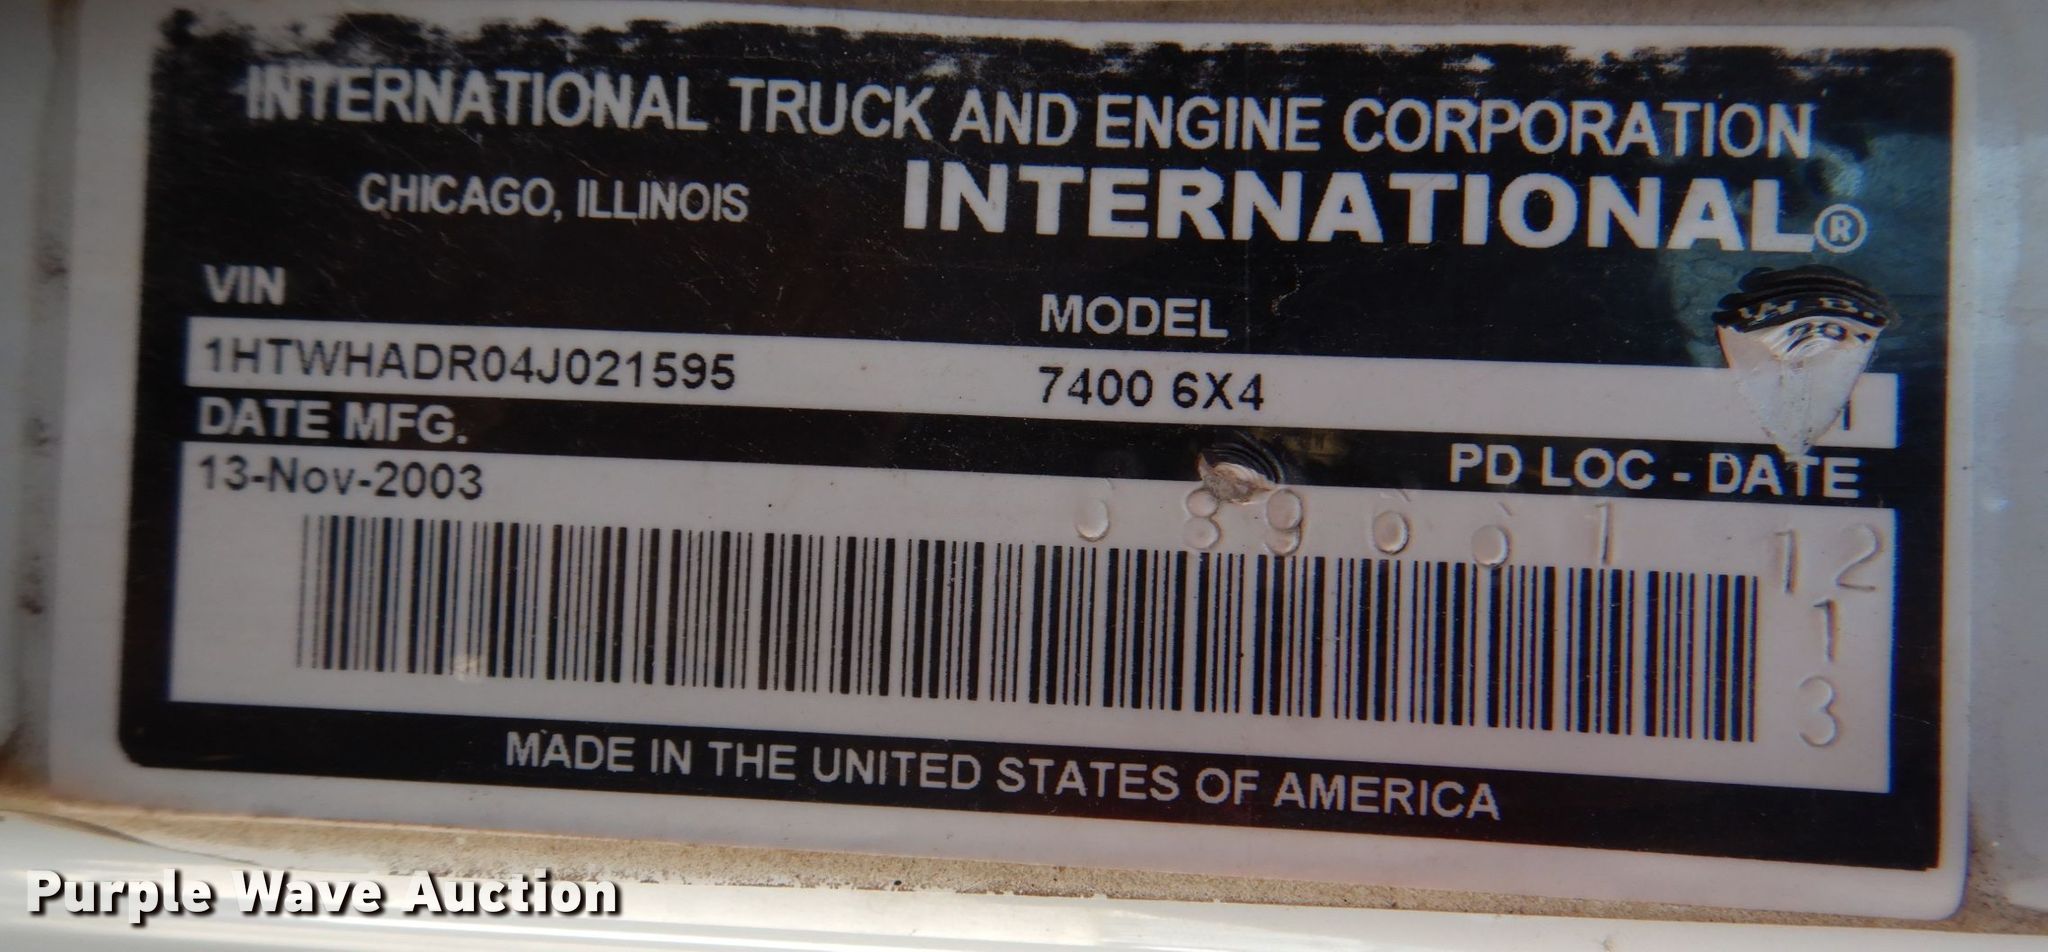 INTERNATIONAL TRUCK AND ENGINE CORPORATION
CHICAGO, ILLINOIS
INTERNATIONAL®
VIN
MODEL
1HTWHADR04J021595
7400 6X4
DATE MFG.
PD LOC - DATE
13-Nov-2003
1 12
1
3
MADE IN THE UNITED STATES OF AMERICA
Purple Wave Auction